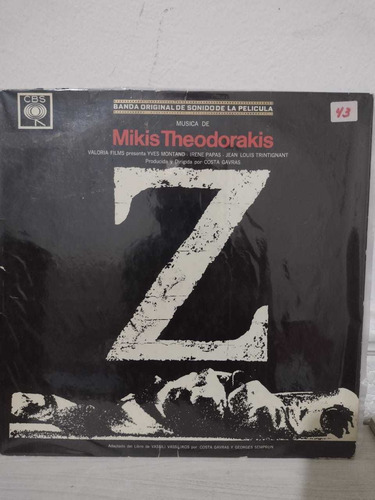 CBS
BANDA ORIGINAL DE SONIDO DE LA PELICULA
43
MUSICA DE
Mikis Theodorakis
VALORIA FILMS presenta YVES MONTAND - IRENE PAPAS - JEAN LOUIS TRINTIGNANT
Producida y Dirigida por COSTA GAVRAS
Z
Adaptado del Libro de VASSILI VASSILIKOS por COSTA GAVRAS Y GEORGES SEMPRUN